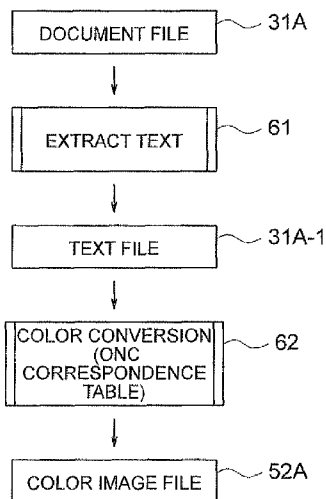 DOCUMENT FILE 31A
EXTRACT TEXT 61
TEXT FILE 31A-1
COLOR CONVERSION
(ONC
CORRESPONDENCE
TABLE) 62
COLOR IMAGE FILE 52A